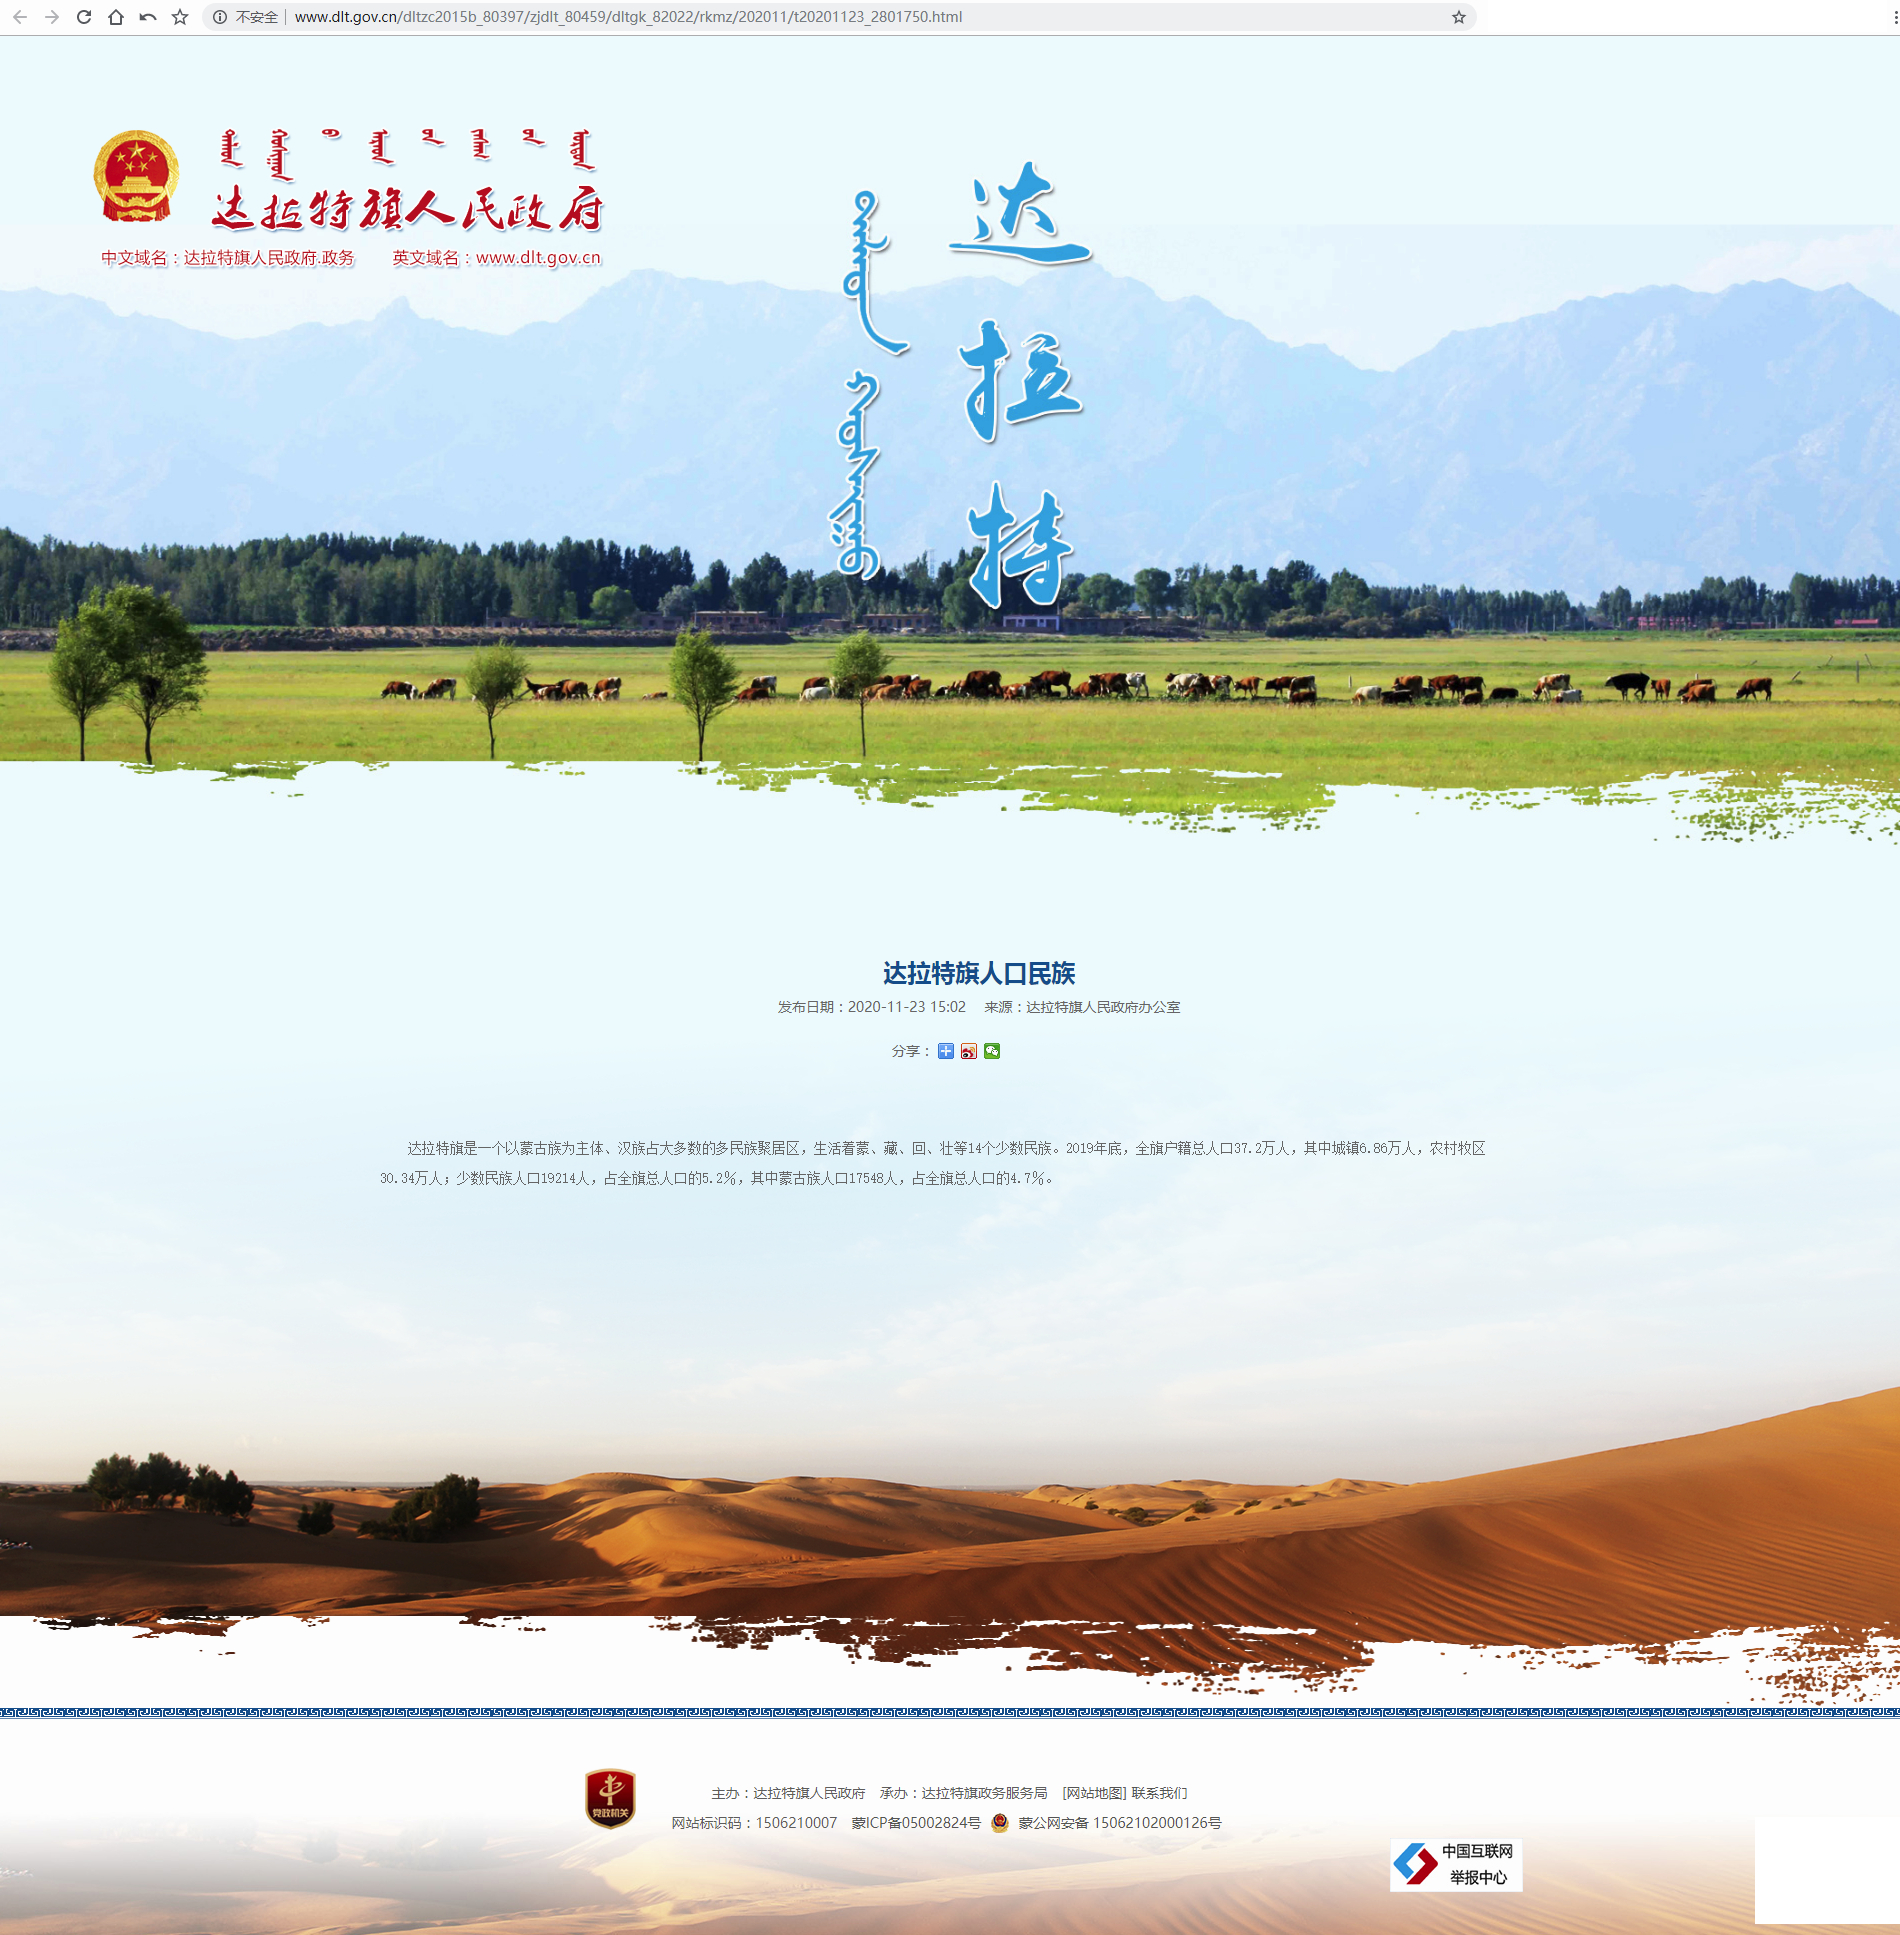 不安全 www.dlt.gov.cn/dltzc2015b_80397/zjdlt_80459/dltgk_82022/rkmz/202011/t20201123_2801750.html
达拉特旗人民政府
中文域名：达拉特旗人民政府.政务 英文域名：www.dlt.gov.cn
达拉特
达拉特旗人口民族
发布日期：2020-11-23 15:02 来源：达拉特旗人民政府办公室
分享：
达拉特旗是一个以蒙古族为主体、汉族占大多数的多民族聚居区，生活着蒙、藏、回、壮等14个少数民族。2019年底，全旗户籍总人口37.2万人，其中城镇6.86万人，农村牧区
30.34万人；少数民族人口19214人，占全旗总人口的5.2%，其中蒙古族人口17548人，占全旗总人口的4.7%。
党政机关
主办：达拉特旗人民政府 承办：达拉特旗政务服务局 [网站地图] 联系我们
网站标识码：1506210007 蒙ICP备05002824号 蒙公网安备 15062102000126号
中国互联网
举报中心